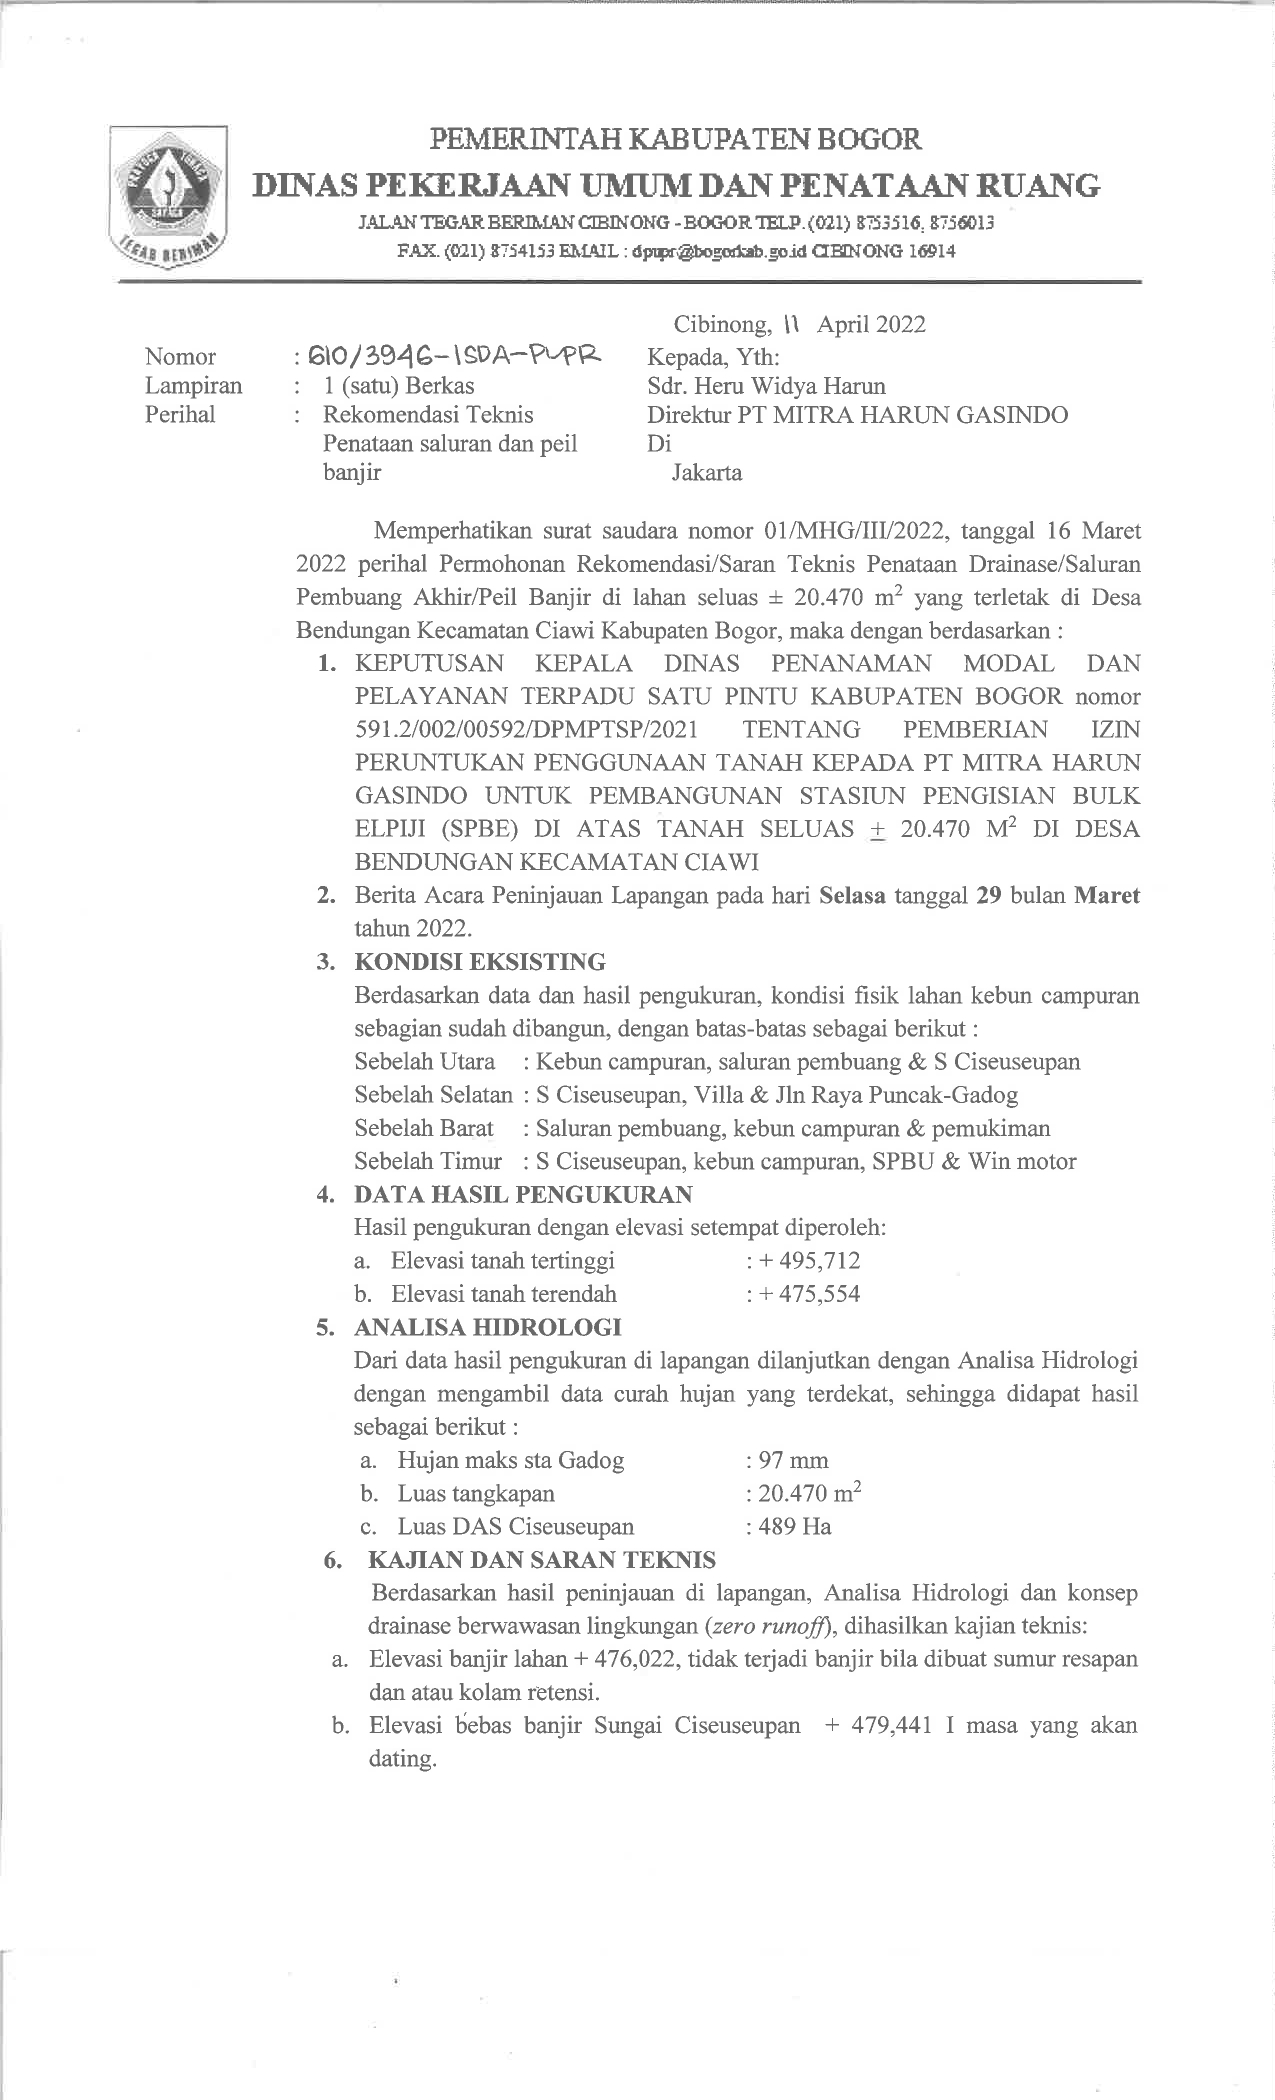 PEMERINTAH KABUPATEN BOGOR
DINAS PEKERJAAN UMUM DAN PENATAAN RUANG
JALAN TEGAR BERIMAN CIBINONG - BOGOR TELP. (021) 8753516, 8756013
FAX. (021) 8754153 EMAIL : dpupr@bogorkab.go.id CIBINONG 16914
PRAYOGA TOHAGA SAYAGA
TEGAR BERIMAN
Cibinong, 11 April 2022
Nomor : 610/3946-ISDA-PUPR Kepada, Yth:
Lampiran : 1 (satu) Berkas Sdr. Heru Widya Harun
Perihal : Rekomendasi Teknis Direktur PT MITRA HARUN GASINDO
Penataan saluran dan peil Di
banjir Jakarta
Memperhatikan surat saudara nomor 01/MHG/III/2022, tanggal 16 Maret
2022 perihal Permohonan Rekomendasi/Saran Teknis Penataan Drainase/Saluran
Pembuang Akhir/Peil Banjir di lahan seluas ± 20.470 m² yang terletak di Desa
Bendungan Kecamatan Ciawi Kabupaten Bogor, maka dengan berdasarkan :
1. KEPUTUSAN KEPALA DINAS PENANAMAN MODAL DAN
PELAYANAN TERPADU SATU PINTU KABUPATEN BOGOR nomor
591.2/002/00592/DPMPTSP/2021 TENTANG PEMBERIAN IZIN
PERUNTUKAN PENGGUNAAN TANAH KEPADA PT MITRA HARUN
GASINDO UNTUK PEMBANGUNAN STASIUN PENGISIAN BULK
ELPIJI (SPBE) DI ATAS TANAH SELUAS ± 20.470 M² DI DESA
BENDUNGAN KECAMATAN CIAWI
2. Berita Acara Peninjauan Lapangan pada hari Selasa tanggal 29 bulan Maret
tahun 2022.
3. KONDISI EKSISTING
Berdasarkan data dan hasil pengukuran, kondisi fisik lahan kebun campuran
sebagian sudah dibangun, dengan batas-batas sebagai berikut :
Sebelah Utara : Kebun campuran, saluran pembuang & S Ciseuseupan
Sebelah Selatan : S Ciseuseupan, Villa & Jln Raya Puncak-Gadog
Sebelah Barat : Saluran pembuang, kebun campuran & pemukiman
Sebelah Timur : S Ciseuseupan, kebun campuran, SPBU & Win motor
4. DATA HASIL PENGUKURAN
Hasil pengukuran dengan elevasi setempat diperoleh:
a. Elevasi tanah tertinggi : + 495,712
b. Elevasi tanah terendah : + 475,554
5. ANALISA HIDROLOGI
Dari data hasil pengukuran di lapangan dilanjutkan dengan Analisa Hidrologi
dengan mengambil data curah hujan yang terdekat, sehingga didapat hasil
sebagai berikut :
a. Hujan maks sta Gadog : 97 mm
b. Luas tangkapan : 20.470 m²
c. Luas DAS Ciseuseupan : 489 Ha
6. KAJIAN DAN SARAN TEKNIS
Berdasarkan hasil peninjauan di lapangan, Analisa Hidrologi dan konsep
drainase berwawasan lingkungan (zero runoff), dihasilkan kajian teknis:
a. Elevasi banjir lahan + 476,022, tidak terjadi banjir bila dibuat sumur resapan
dan atau kolam retensi.
b. Elevasi bebas banjir Sungai Ciseuseupan + 479,441 I masa yang akan
dating.